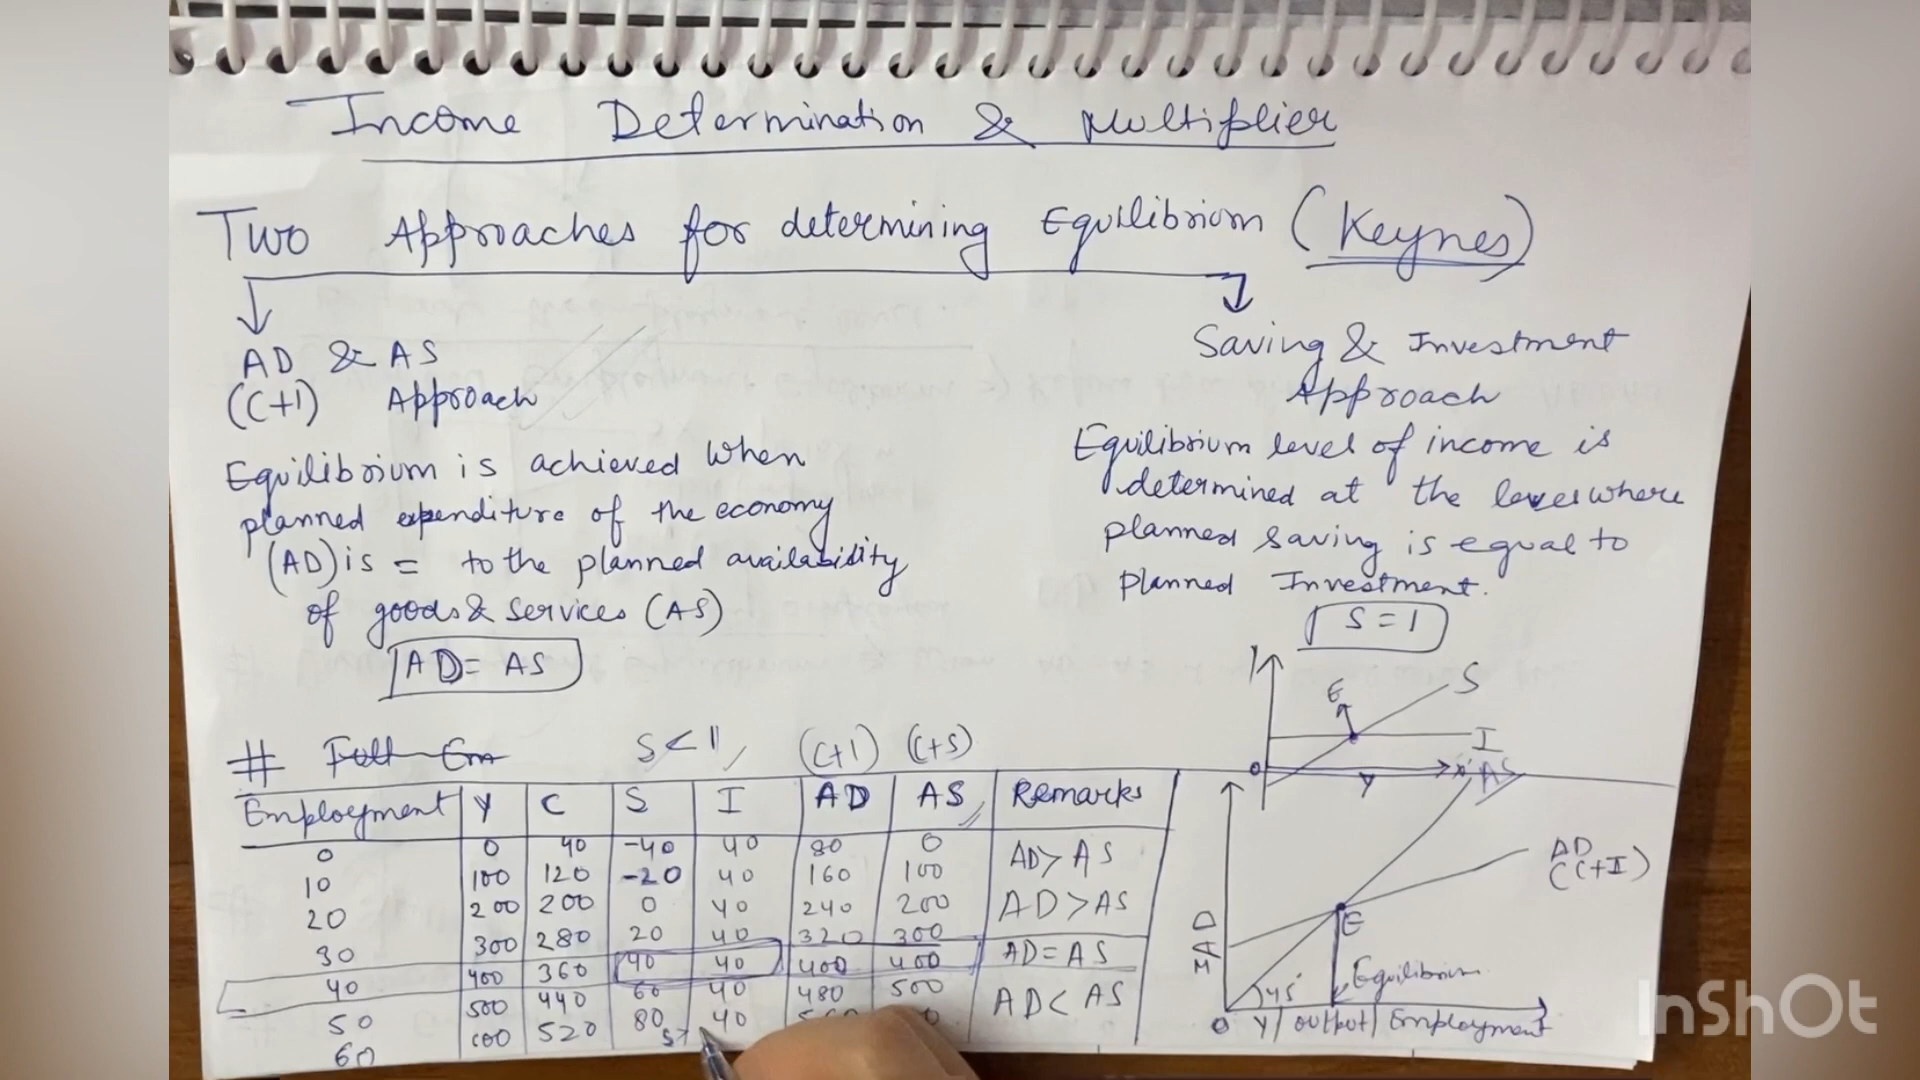 Income Determination & Multiplier
Two Approaches for determining Equilibrium (Keynes)
AD & AS
(C+I) Approach
Equilibrium is achieved when
planned expenditure of the economy
(AD) is = to the planned availability
of goods & services (AS)
AD = AS
Saving & Investment
Approach
Equilibrium level of income is
determined at the level where
planned saving is equal to
planned Investment.
S = I
S
E
I
O
Y
# Full Em
S < I (C+I) (C+S)
Employment Y C S I AD AS Remarks
0 0 40 -40 40 80 0
10 100 120 -20 40 160 100 AD > AS
20 200 200 0 40 240 200 AD > AS
30 300 280 20 40 320 300
40 400 360 40 40 400 400 AD = AS
50 500 440 60 40 480 500 AD < AS
60 600 520 80 40
S>
AS
AD
(C+I)
AD
E
Equilibrium
45°
O Y/output/Employment
InShOt